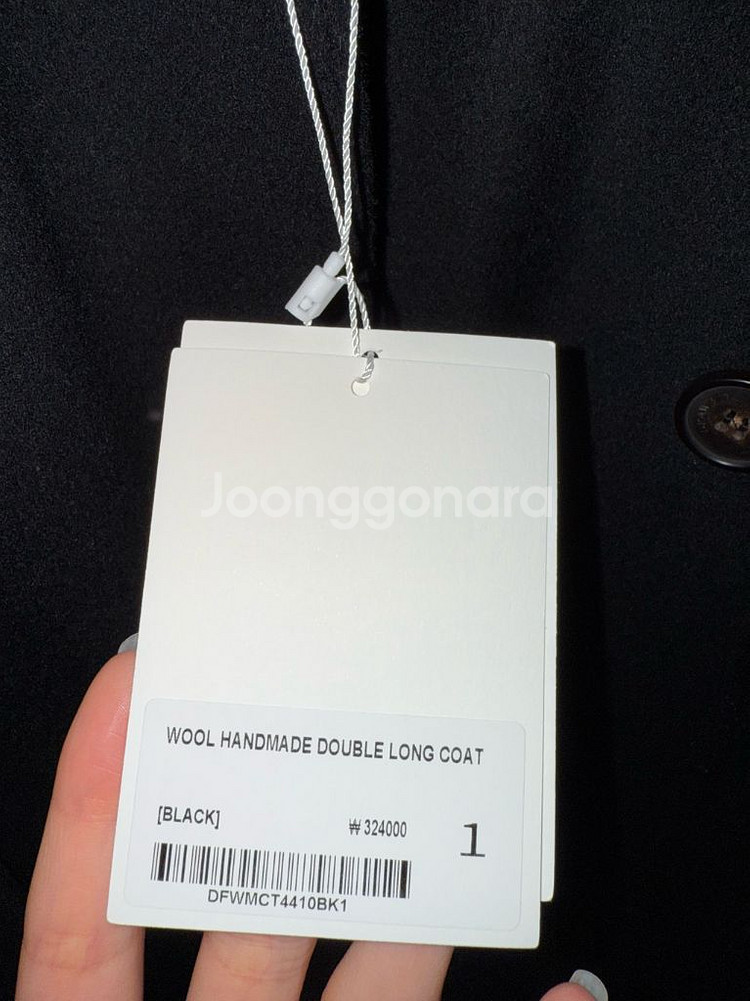 Joonggonara
WOOL HANDMADE DOUBLE LONG COAT
[BLACK]
₩ 324000
1
DFWMCT4410BK1